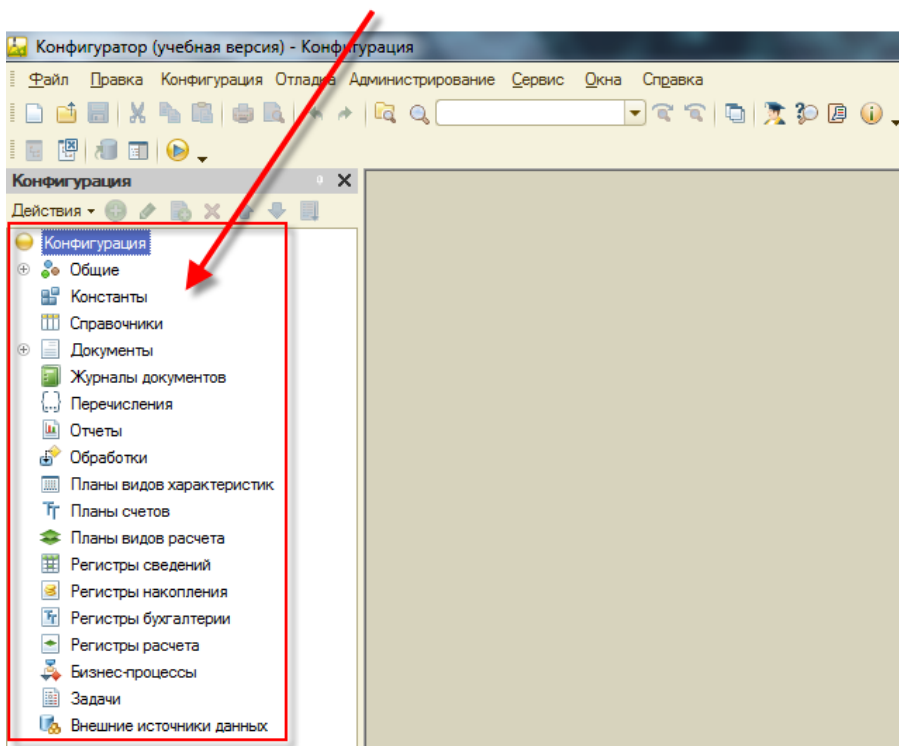 Конфигуратор (учебная версия) - Конфигурация
Файл Правка Конфигурация Отладка Администрирование Сервис Окна Справка
Конфигурация
Действия
Конфигурация
Общие
Константы
Справочники
Документы
Журналы документов
Перечисления
Отчеты
Обработки
Планы видов характеристик
Планы счетов
Планы видов расчета
Регистры сведений
Регистры накопления
Регистры бухгалтерии
Регистры расчета
Бизнес-процессы
Задачи
Внешние источники данных